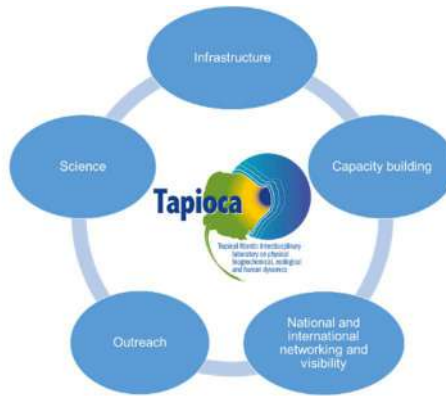 Infrastructure
Science
Capacity building
Tapioca
Tropical Atlantic Interdisciplinary
laboratory on physical
biogeochemical, ecological
and human dynamics
Outreach
National and
international
networking and
visibility